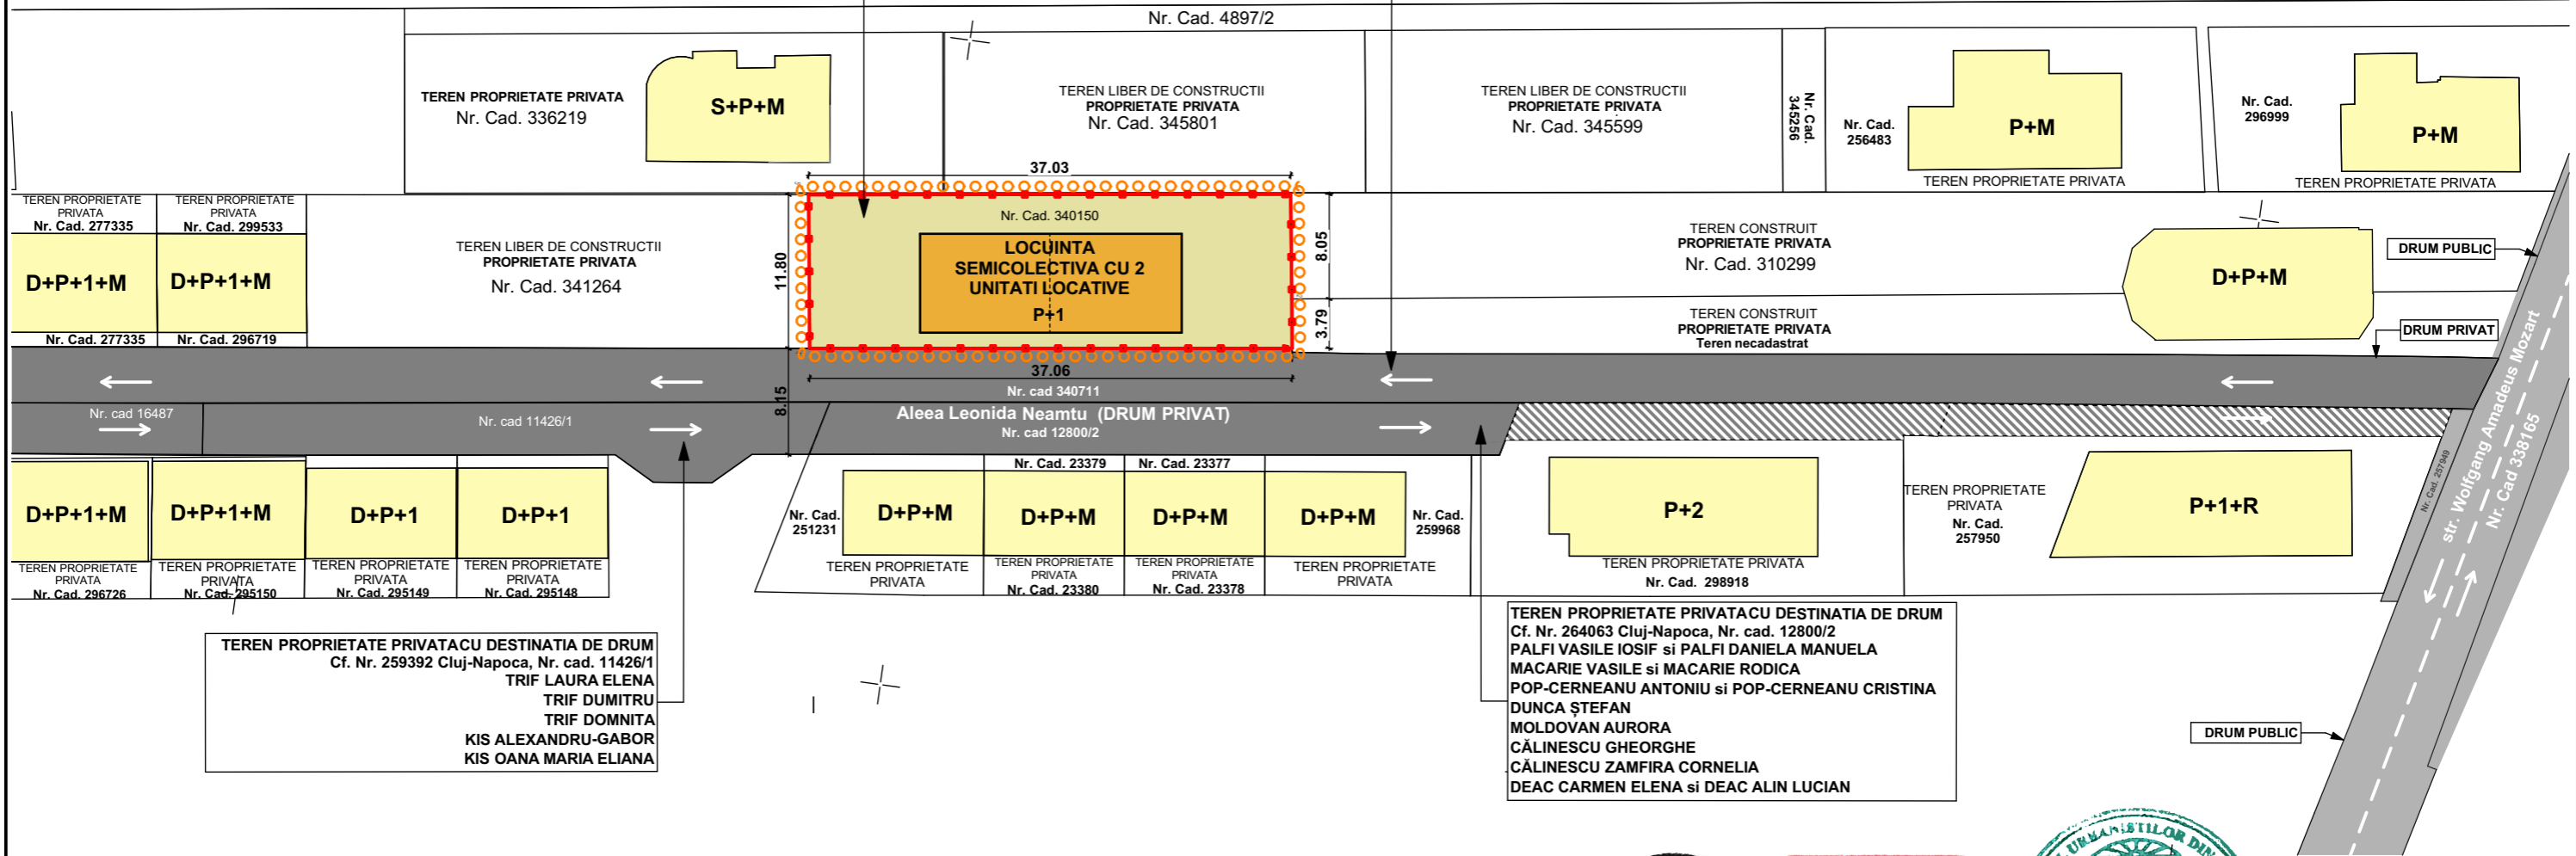 Nr. Cad. 4897/2
TEREN PROPRIETATE PRIVATA
Nr. Cad. 336219
S+P+M
TEREN LIBER DE CONSTRUCTII
PROPRIETATE PRIVATA
Nr. Cad. 345801
TEREN LIBER DE CONSTRUCTII
PROPRIETATE PRIVATA
Nr. Cad. 345599
Nr. Cad.
345256
Nr. Cad.
256483
P+M
TEREN PROPRIETATE PRIVATA
Nr. Cad.
296999
P+M
TEREN PROPRIETATE PRIVATA
37.03
TEREN PROPRIETATE
PRIVATA
Nr. Cad. 277335
D+P+1+M
Nr. Cad. 277335
TEREN PROPRIETATE
PRIVATA
Nr. Cad. 299533
D+P+1+M
Nr. Cad. 296719
TEREN LIBER DE CONSTRUCTII
PROPRIETATE PRIVATA
Nr. Cad. 341264
11.80
Nr. Cad. 340150
LOCUINTA
SEMICOLECTIVA CU 2
UNITATI LOCATIVE
P+1
8.05
3.79
TEREN CONSTRUIT
PROPRIETATE PRIVATA
Nr. Cad. 310299
TEREN CONSTRUIT
PROPRIETATE PRIVATA
Teren necadastrat
D+P+M
DRUM PUBLIC
DRUM PRIVAT
37.06
8.15
Nr. cad 340711
Nr. cad 16487
Nr. cad 11426/1
Aleea Leonida Neamtu (DRUM PRIVAT)
Nr. cad 12800/2
str. Wolfgang Amadeus Mozart
Nr. Cad 338165
Nr. Cad. 257949
D+P+1+M
TEREN PROPRIETATE
PRIVATA
Nr. Cad. 296726
D+P+1+M
TEREN PROPRIETATE
PRIVATA
Nr. Cad. 295150
D+P+1
TEREN PROPRIETATE
PRIVATA
Nr. Cad. 295149
D+P+1
TEREN PROPRIETATE
PRIVATA
Nr. Cad. 295148
Nr. Cad.
251231
D+P+M
TEREN PROPRIETATE
PRIVATA
Nr. Cad. 23379
D+P+M
TEREN PROPRIETATE
PRIVATA
Nr. Cad. 23380
Nr. Cad. 23377
D+P+M
TEREN PROPRIETATE
PRIVATA
Nr. Cad. 23378
D+P+M
TEREN PROPRIETATE
PRIVATA
Nr. Cad.
259968
P+2
TEREN PROPRIETATE PRIVATA
Nr. Cad. 298918
TEREN PROPRIETATE
PRIVATA
Nr. Cad.
257950
P+1+R
TEREN PROPRIETATE PRIVATACU DESTINATIA DE DRUM
Cf. Nr. 259392 Cluj-Napoca, Nr. cad. 11426/1
TRIF LAURA ELENA
TRIF DUMITRU
TRIF DOMNITA
KIS ALEXANDRU-GABOR
KIS OANA MARIA ELIANA
TEREN PROPRIETATE PRIVATACU DESTINATIA DE DRUM
Cf. Nr. 264063 Cluj-Napoca, Nr. cad. 12800/2
PALFI VASILE IOSIF si PALFI DANIELA MANUELA
MACARIE VASILE si MACARIE RODICA
POP-CERNEANU ANTONIU si POP-CERNEANU CRISTINA
DUNCA ȘTEFAN
MOLDOVAN AURORA
CĂLINESCU GHEORGHE
CĂLINESCU ZAMFIRA CORNELIA
DEAC CARMEN ELENA si DEAC ALIN LUCIAN
DRUM PUBLIC
URBANISTILOR DIN